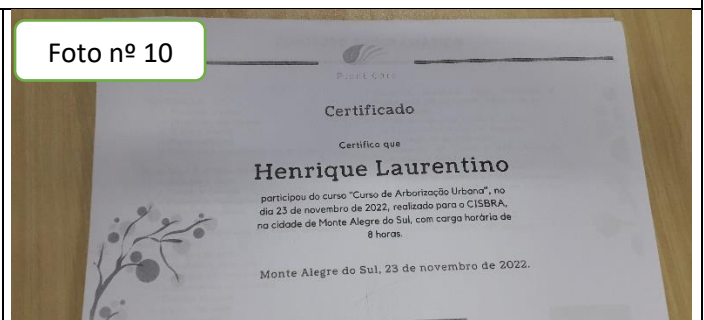 Foto nº 10
Certificado
Certifica que
Henrique Laurentino
participou do curso "Curso de Arborização Urbana", no
dia 23 de novembro de 2022, realizado para o CISBRA,
na cidade de Monte Alegre do Sul, com carga horária de
8 horas.
Monte Alegre do Sul, 23 de novembro de 2022.